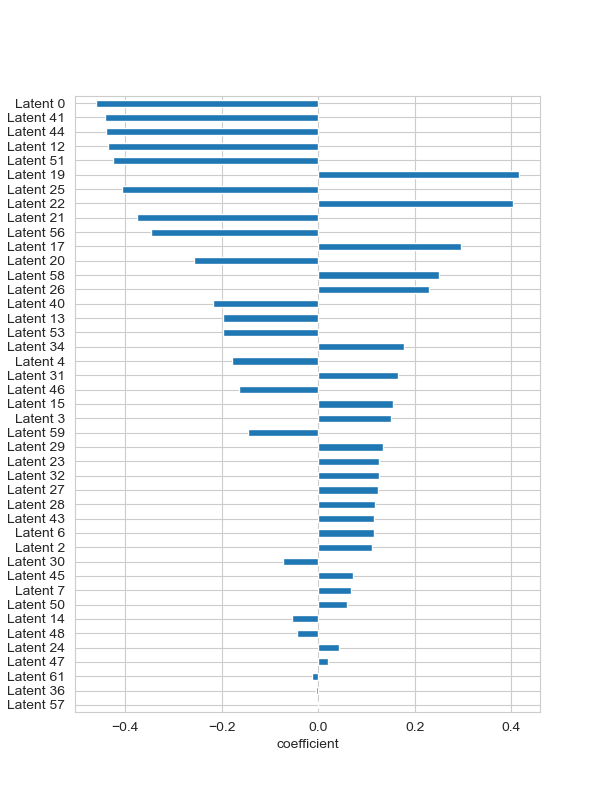 Latent 0
Latent 41
Latent 44
Latent 12
Latent 51
Latent 19
Latent 25
Latent 22
Latent 21
Latent 56
Latent 17
Latent 20
Latent 58
Latent 26
Latent 40
Latent 13
Latent 53
Latent 34
Latent 4
Latent 31
Latent 46
Latent 15
Latent 3
Latent 59
Latent 29
Latent 23
Latent 32
Latent 27
Latent 28
Latent 43
Latent 6
Latent 2
Latent 30
Latent 45
Latent 7
Latent 50
Latent 14
Latent 48
Latent 24
Latent 47
Latent 61
Latent 36
Latent 57
−0.4 −0.2 0.0 0.2 0.4
coefficient